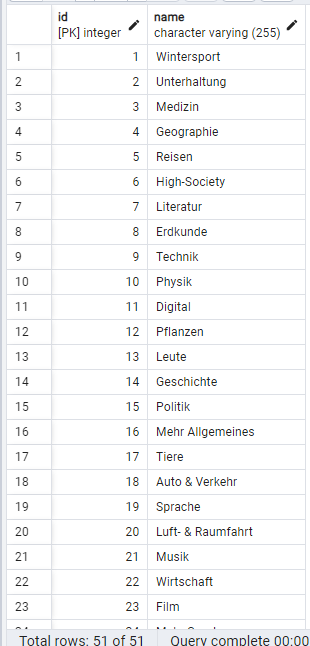 id name
[PK] integer character varying (255)
1 1 Wintersport
2 2 Unterhaltung
3 3 Medizin
4 4 Geographie
5 5 Reisen
6 6 High-Society
7 7 Literatur
8 8 Erdkunde
9 9 Technik
10 10 Physik
11 11 Digital
12 12 Pflanzen
13 13 Leute
14 14 Geschichte
15 15 Politik
16 16 Mehr Allgemeines
17 17 Tiere
18 18 Auto & Verkehr
19 19 Sprache
20 20 Luft- & Raumfahrt
21 21 Musik
22 22 Wirtschaft
23 23 Film
Total rows: 51 of 51 Query complete 00:00